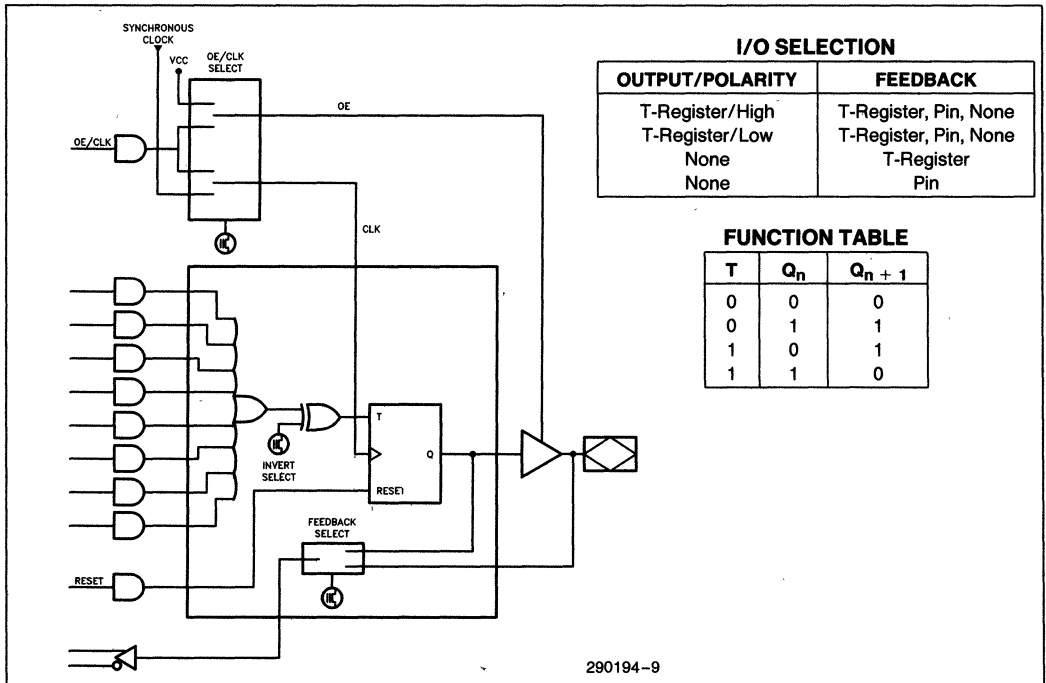 SYNCHRONOUS
CLOCK
VCC
OE/CLK
SELECT
OE
OE/CLK
CLK
T
Q
RESET
INVERT
SELECT
FEEDBACK
SELECT
RESET
I/O SELECTION
OUTPUT/POLARITY FEEDBACK
T-Register/High T-Register, Pin, None
T-Register/Low T-Register, Pin, None
None T-Register
None Pin
FUNCTION TABLE
T Qn Qn + 1
0 0 0
0 1 1
1 0 1
1 1 0
290194-9